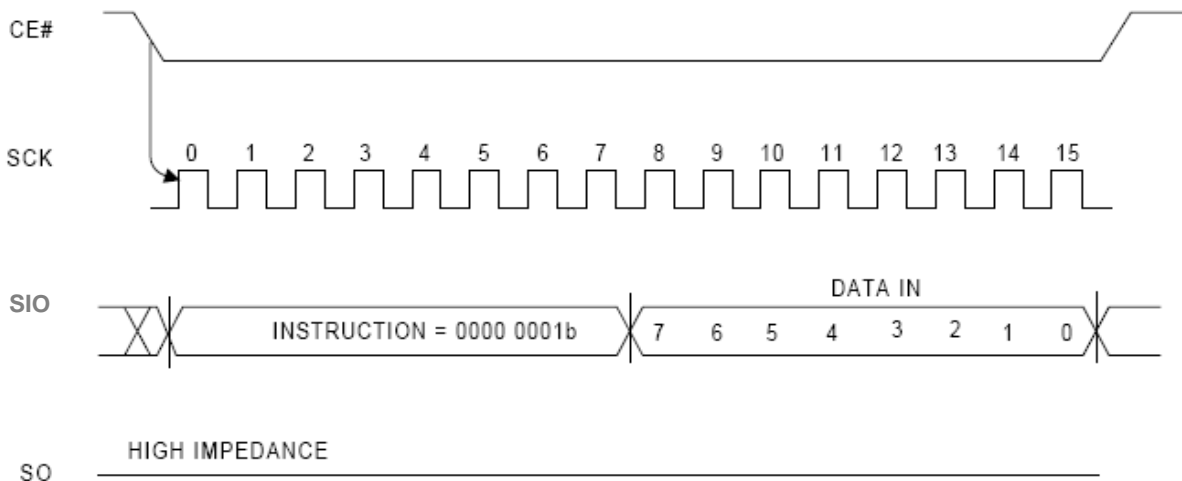 CE#
SCK 0 1 2 3 4 5 6 7 8 9 10 11 12 13 14 15
DATA IN
SIO INSTRUCTION = 0000 0001b 7 6 5 4 3 2 1 0
HIGH IMPEDANCE
SO